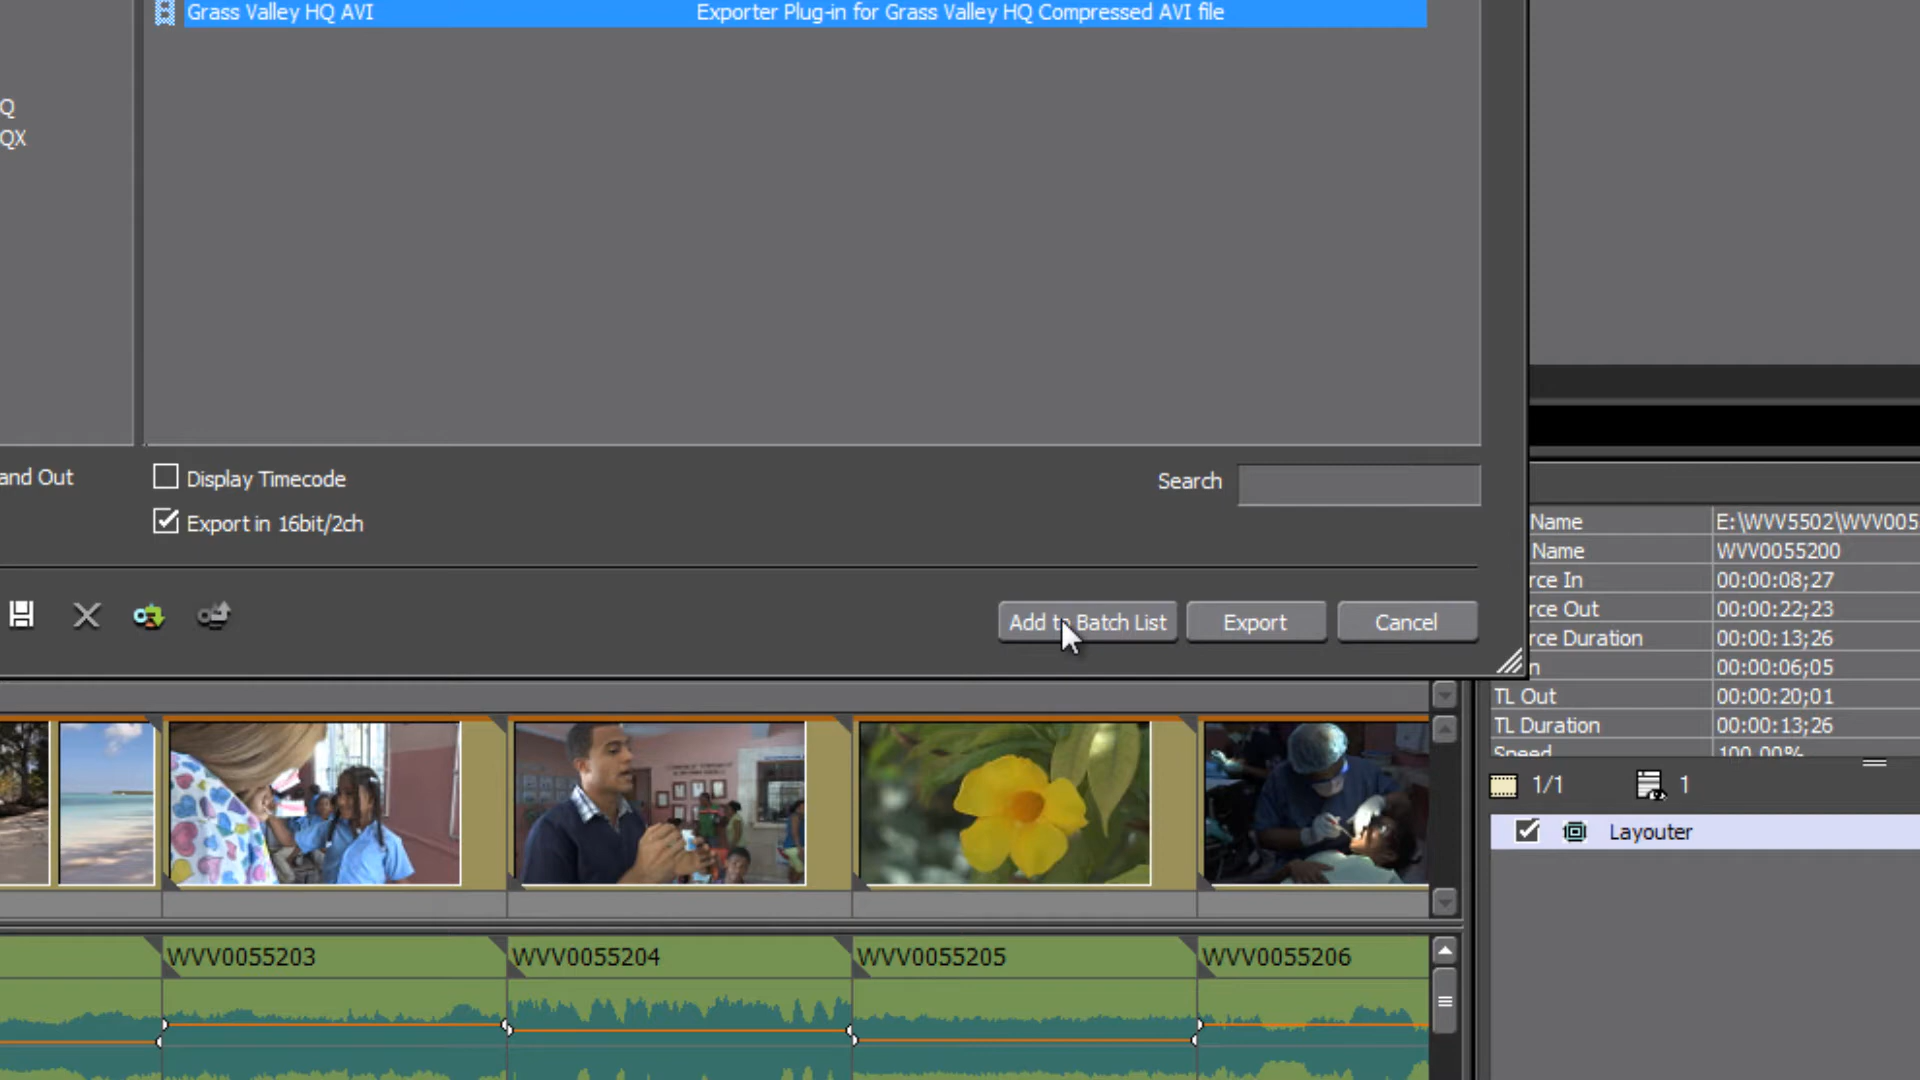 Grass Valley HQ AVI
Exporter Plug-in for Grass Valley HQ Compressed AVI file
Q
QX
and Out
Display Timecode
Search
Export in 16bit/2ch
Add to Batch List
Export
Cancel
Name E:\WVV5502\WVV005
Name WVV0055200
rce In 00:00:08;27
rce Out 00:00:22;23
rce Duration 00:00:13;26
n 00:00:06;05
TL Out 00:00:20;01
TL Duration 00:00:13;26
Speed 100.00%
1/1
1
Layouter
WVV0055203
WVV0055204
WVV0055205
WVV0055206